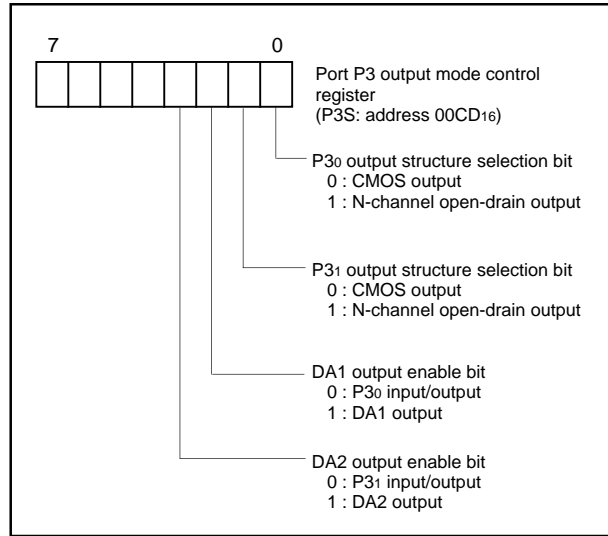 7 0
Port P3 output mode control
register
(P3S: address 00CD16)
P30 output structure selection bit
0 : CMOS output
1 : N-channel open-drain output
P31 output structure selection bit
0 : CMOS output
1 : N-channel open-drain output
DA1 output enable bit
0 : P30 input/output
1 : DA1 output
DA2 output enable bit
0 : P31 input/output
1 : DA2 output